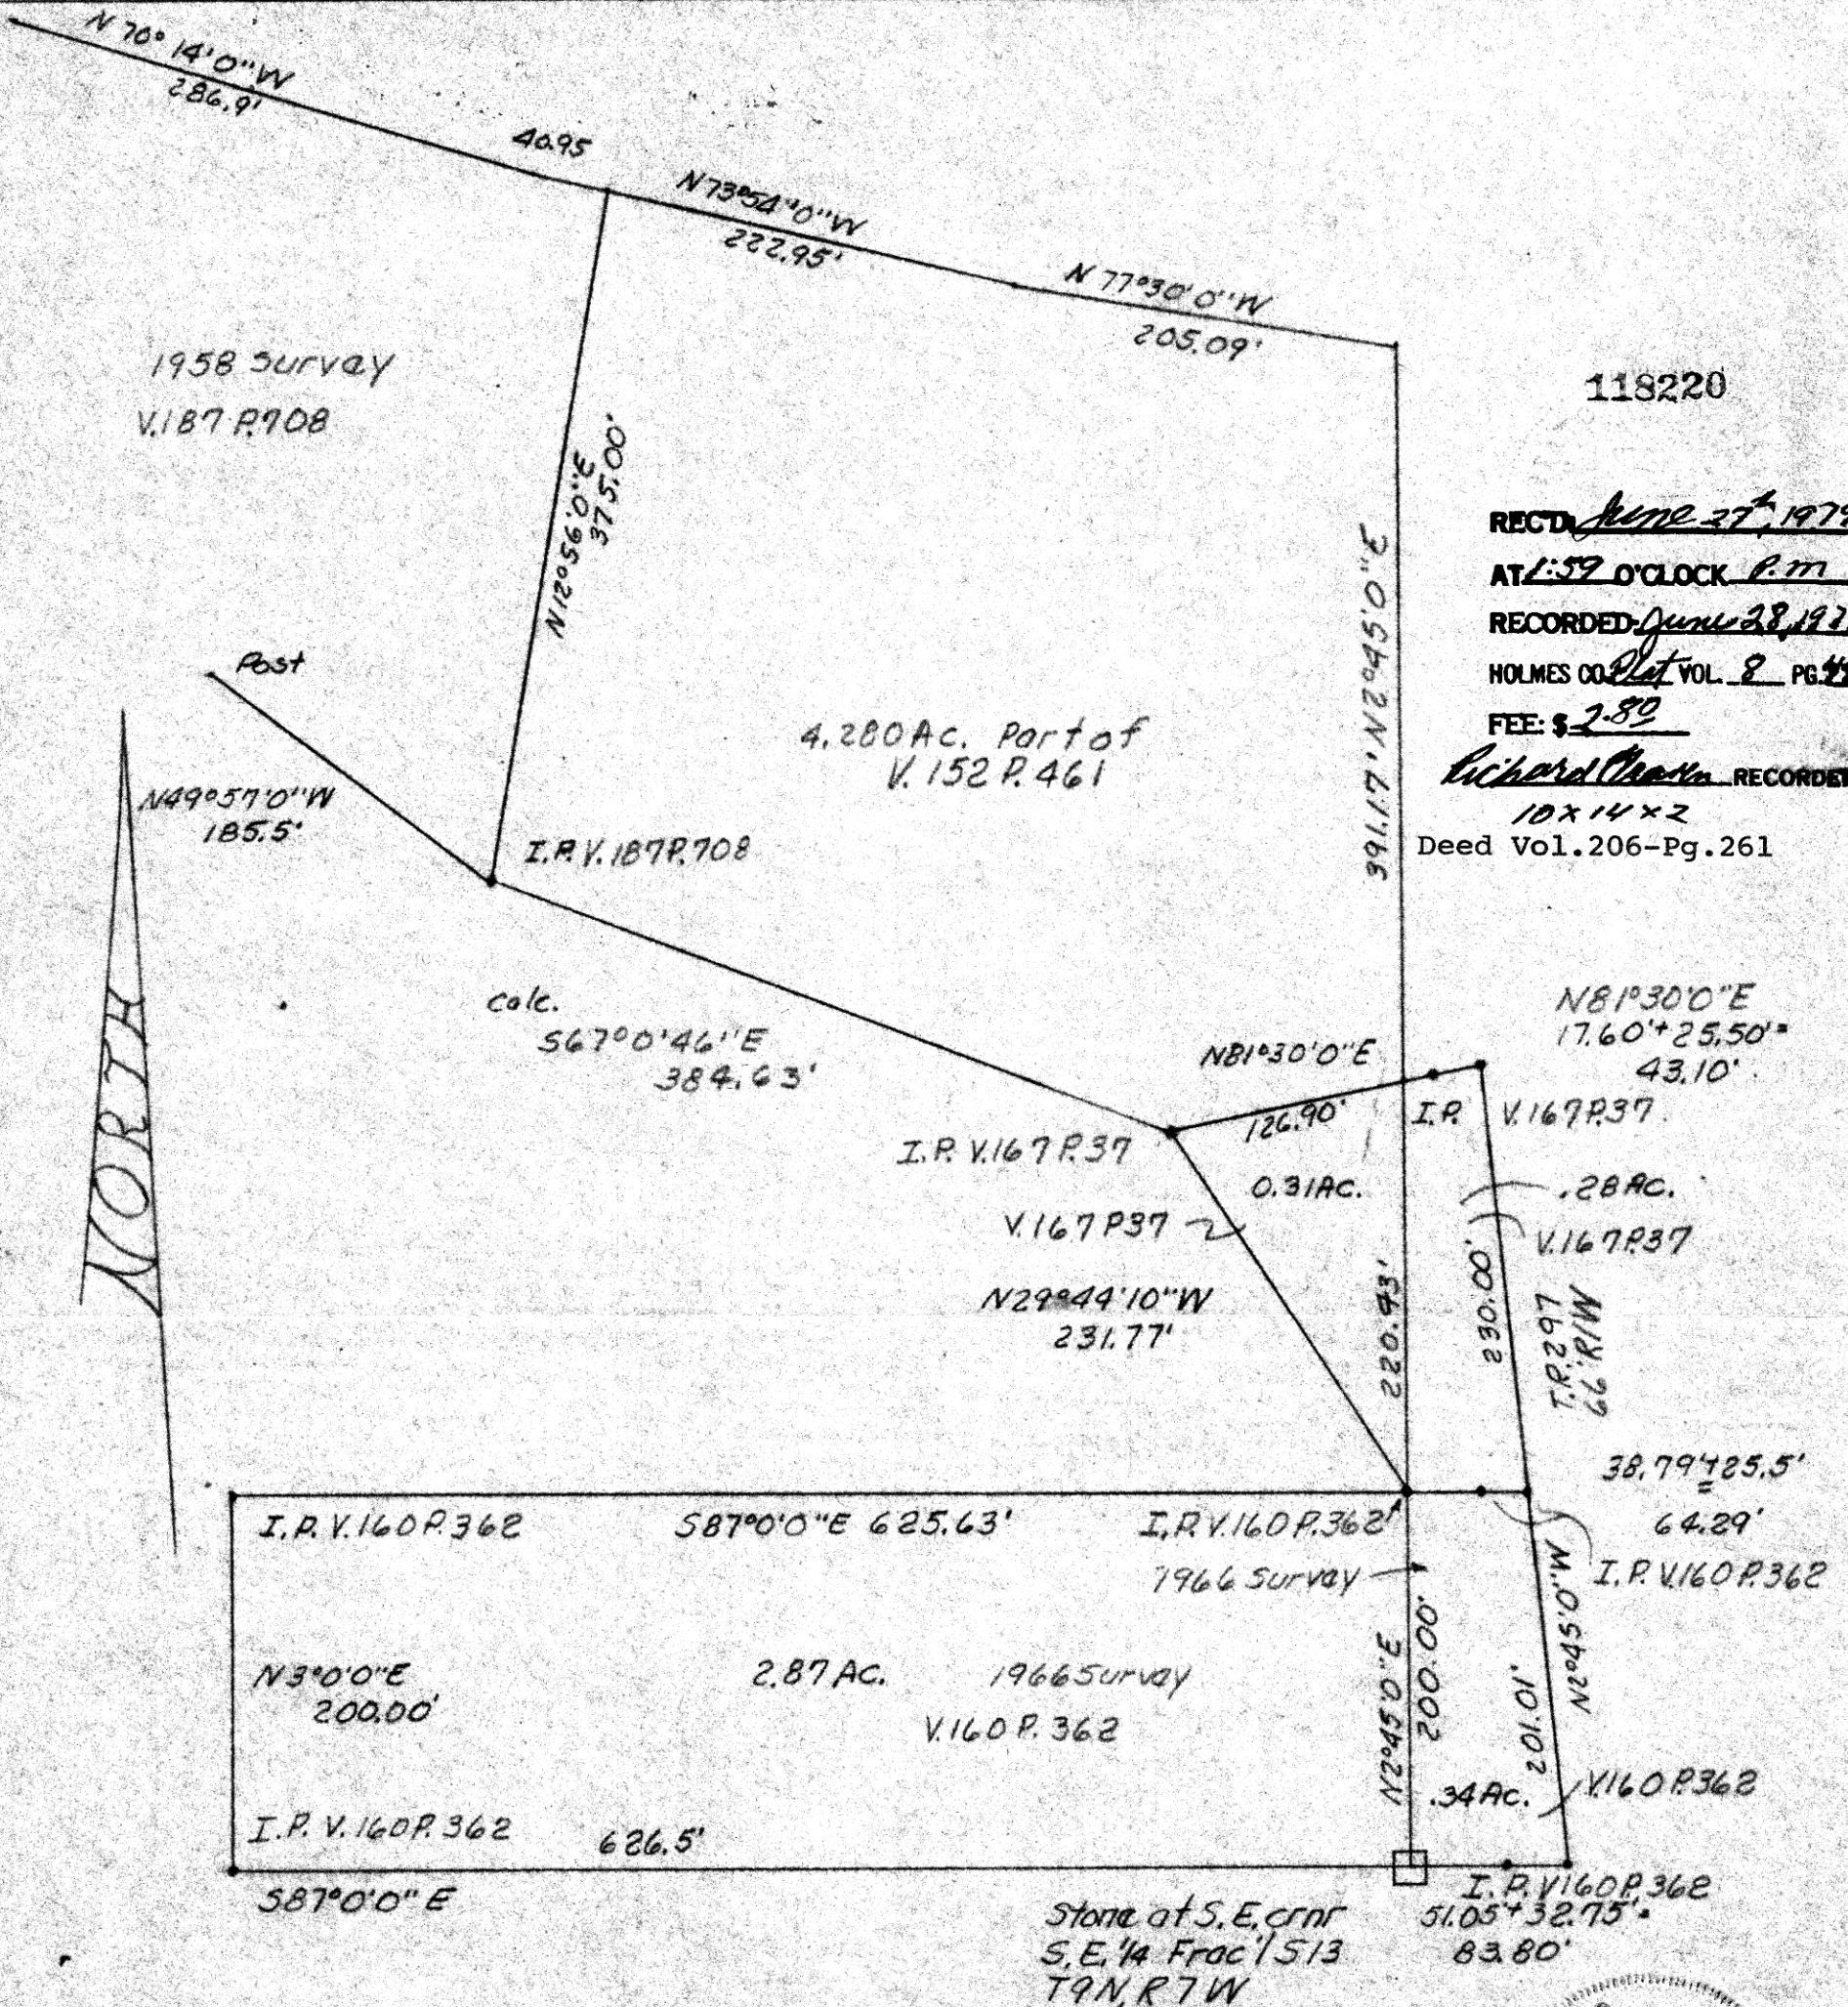 N 70° 14' 0" W
286.9'
40.95
N 73° 54' 0" W
222.95'
N 77° 30' 0" W
205.09'
1958 Survey
V. 187 P. 708
118220
N 12° 56' 0" E
375.00'
391.17' N 2° 45' 0" E
REC'D. June 27th, 197
AT 1:59 O'CLOCK P.m
RECORDED June 28, 19
HOLMES CO. Plat VOL. 8 PG.
FEE: $ 2.80
Richard RECORDER
10 x 14 x 2
Deed Vol.206-Pg.261
Post
4.280 Ac. Part of
V. 152 P. 461
N49°57'0"W
185.5'
I.P. V. 187 P. 708
NORTH
calc.
S67°0'46"E
384.63'
N81°30'0"E
17.60'+25.50'=
43.10'
N81°30'0"E
126.90'
I.P. V. 167 P. 37
I.P. V. 167 P. 37
0.31 AC.
.28 AC.
V. 167 P 37
V. 167 P. 37
N29°44'10"W
231.77'
220.43'
230.00'
T.R. 297
66' R/W
38.79'+25.5'
=
64.29'
I.P. V. 160 P. 362
S87°0'0"E 625.63'
I.P. V. 160 P. 362
I.P. V. 160 P. 362
1966 Survey
N3°0'0"E
200.00'
2.87 AC.
1966 Survey
V. 160 P. 362
N2°45'0"E
200.00'
201.01'
N2°45'0"W
.34 Ac.
V. 160 P. 362
I.P. V. 160 P. 362
626.5'
S87°0'0" E
I.P. V 160 P. 362
51.05'+32.75'=
83.80'
Stone at S.E. crnr
S.E. 1/4 Frac'l S13
T9N, R7W